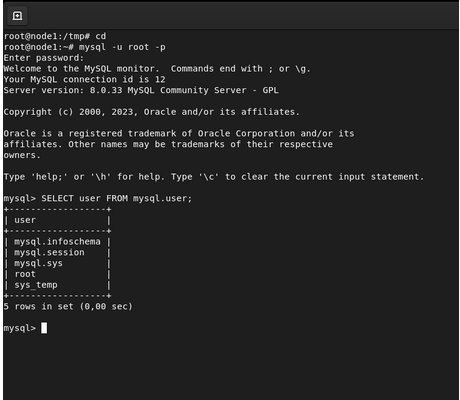 root@node1:/tmp# cd
root@node1:~# mysql -u root -p
Enter password:
Welcome to the MySQL monitor.  Commands end with ; or \g.
Your MySQL connection id is 12
Server version: 8.0.33 MySQL Community Server - GPL

Copyright (c) 2000, 2023, Oracle and/or its affiliates.

Oracle is a registered trademark of Oracle Corporation and/or its
affiliates. Other names may be trademarks of their respective
owners.

Type 'help;' or '\h' for help. Type '\c' to clear the current input statement.

mysql> SELECT user FROM mysql.user;
+------------------+
| user             |
+------------------+
| mysql.infoschema |
| mysql.session    |
| mysql.sys        |
| root             |
| sys_temp         |
+------------------+
5 rows in set (0,00 sec)

mysql>